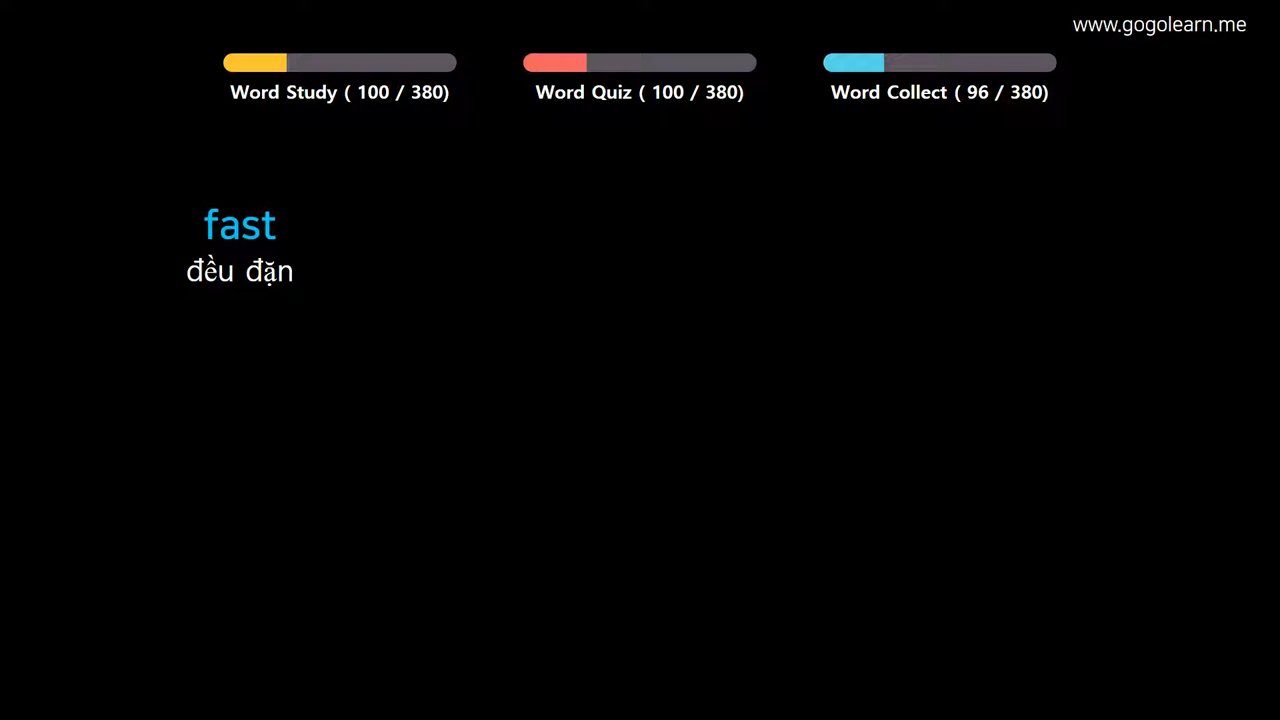 www.gogolearn.me
Word Study ( 100 / 380)
Word Quiz ( 100 / 380)
Word Collect ( 96 / 380)
fast
đều đặn